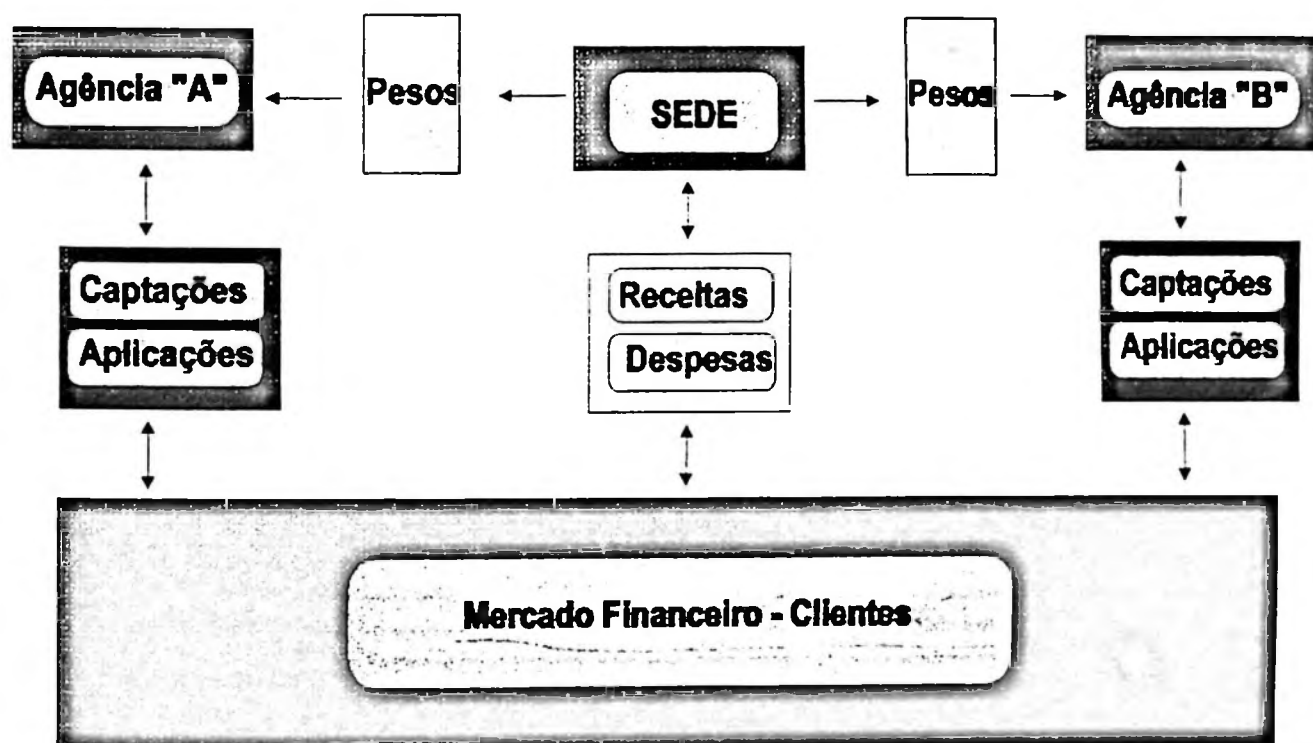 Agência "A"
Pesos
SEDE
Pesos
Agência "B"
Captações
Aplicações
Receitas
Despesas
Captações
Aplicações
Mercado Financeiro - Clientes